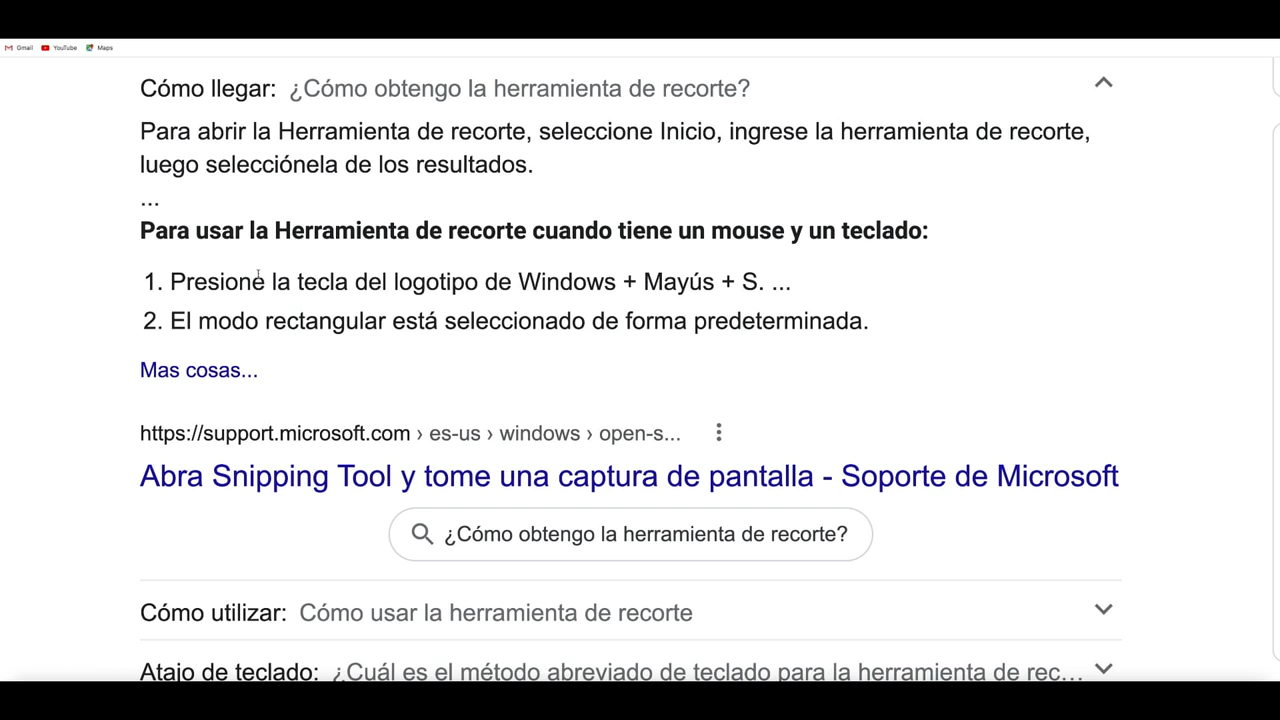 Gmail YouTube Maps
Cómo llegar: ¿Cómo obtengo la herramienta de recorte?
Para abrir la Herramienta de recorte, seleccione Inicio, ingrese la herramienta de recorte,
luego selecciónela de los resultados.
...
Para usar la Herramienta de recorte cuando tiene un mouse y un teclado:
1. Presione la tecla del logotipo de Windows + Mayús + S. ...
2. El modo rectangular está seleccionado de forma predeterminada.
Mas cosas...
https://support.microsoft.com › es-us › windows › open-s...
Abra Snipping Tool y tome una captura de pantalla - Soporte de Microsoft
¿Cómo obtengo la herramienta de recorte?
Cómo utilizar: Cómo usar la herramienta de recorte
Atajo de teclado: ¿Cuál es el método abreviado de teclado para la herramienta de rec...